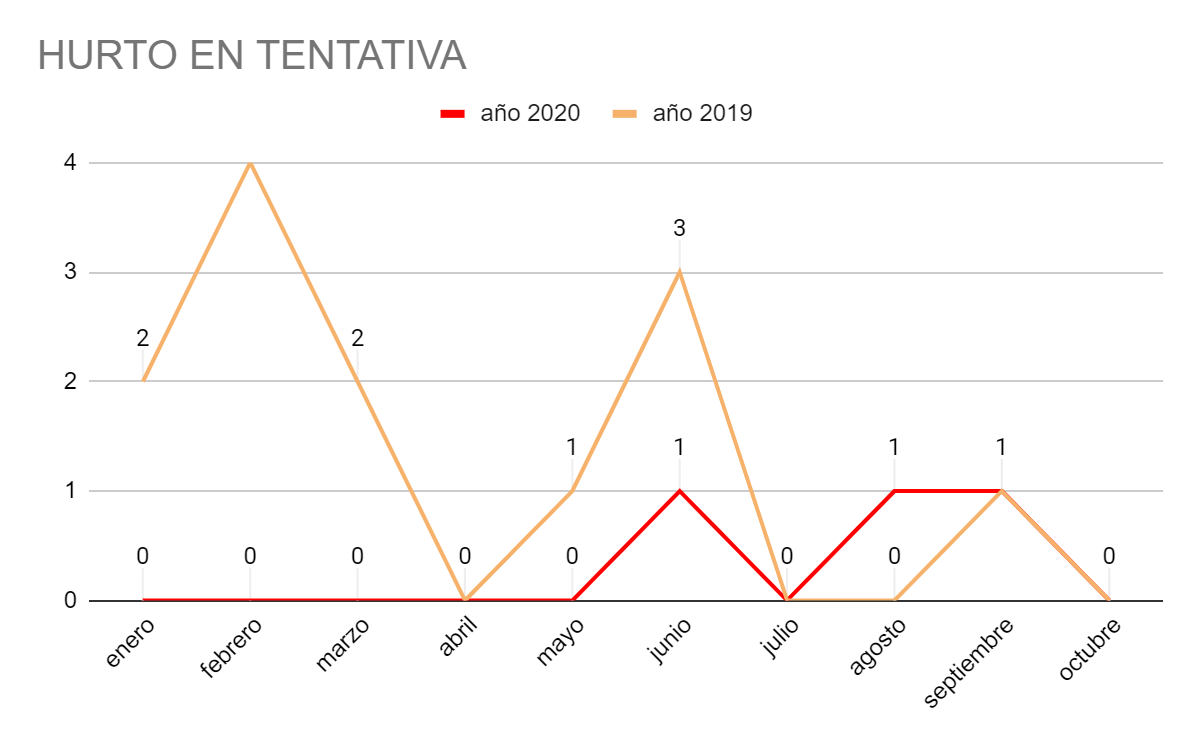 HURTO EN TENTATIVA
año 2020 año 2019
4
3
3
2 2
2
1 1 1 1
1
0 0 0 0 0 0 0 0
0
enero febrero marzo abril mayo junio julio agosto septiembre octubre